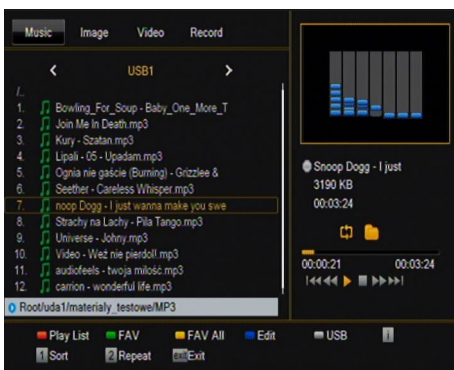 Music Image Video Record
USB1
/..
1. Bowling_For_Soup - Baby_One_More_T
2. Join Me In Death.mp3
3. Kury - Szatan.mp3
4. Lipali - 05 - Upadam.mp3
5. Ognia nie gaście (Burning) - Grizzlee &
6. Seether - Careless Whisper.mp3
7. noop Dogg - I just wanna make you swe
8. Strachy na Lachy - Pila Tango.mp3
9. Universe - Johny.mp3
10. Video - Weź nie pierdoll.mp3
11. audiofeels - twoja miłość.mp3
12. carrion - wonderful life.mp3
Root/uda1/materialy_testowe/MP3
Snoop Dogg - I just
3190 KB
00:03:24
00:00:21 00:03:24
Play List FAV FAV All Edit USB i
1 Sort 2 Repeat exit Exit